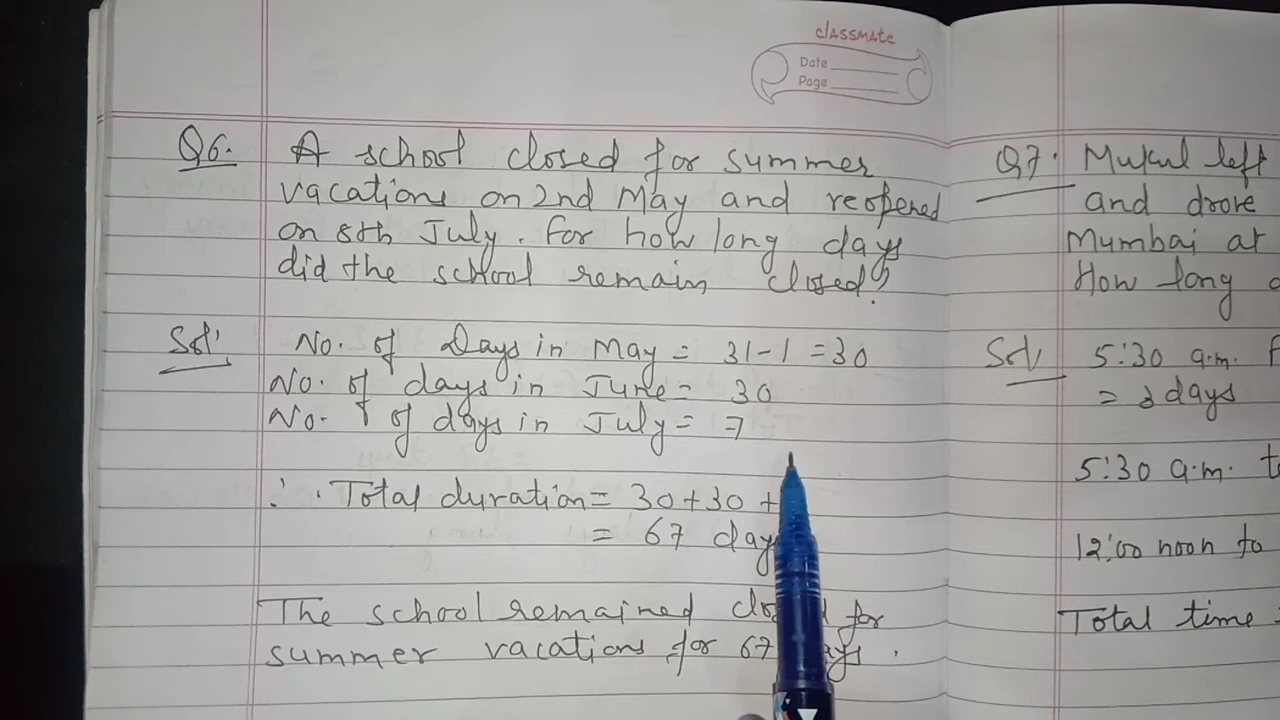 classmate
Date
Page
Q6. A school closed for summer
vacations on 2nd May and reopened
on 8th July. For how long days
did the school remain closed?
Sol. No. of Days in May = 31-1 = 30
No. of days in June = 30
No. of days in July = 7
∴ Total duration = 30+30+
= 67 day
The school remained for
summer vacations for 67
Q7. Mukul left
and drove
Mumbai at
How long
Sol. 5:30 a.m.
= 2 days
5:30 a.m.
12:00 noon to
Total time